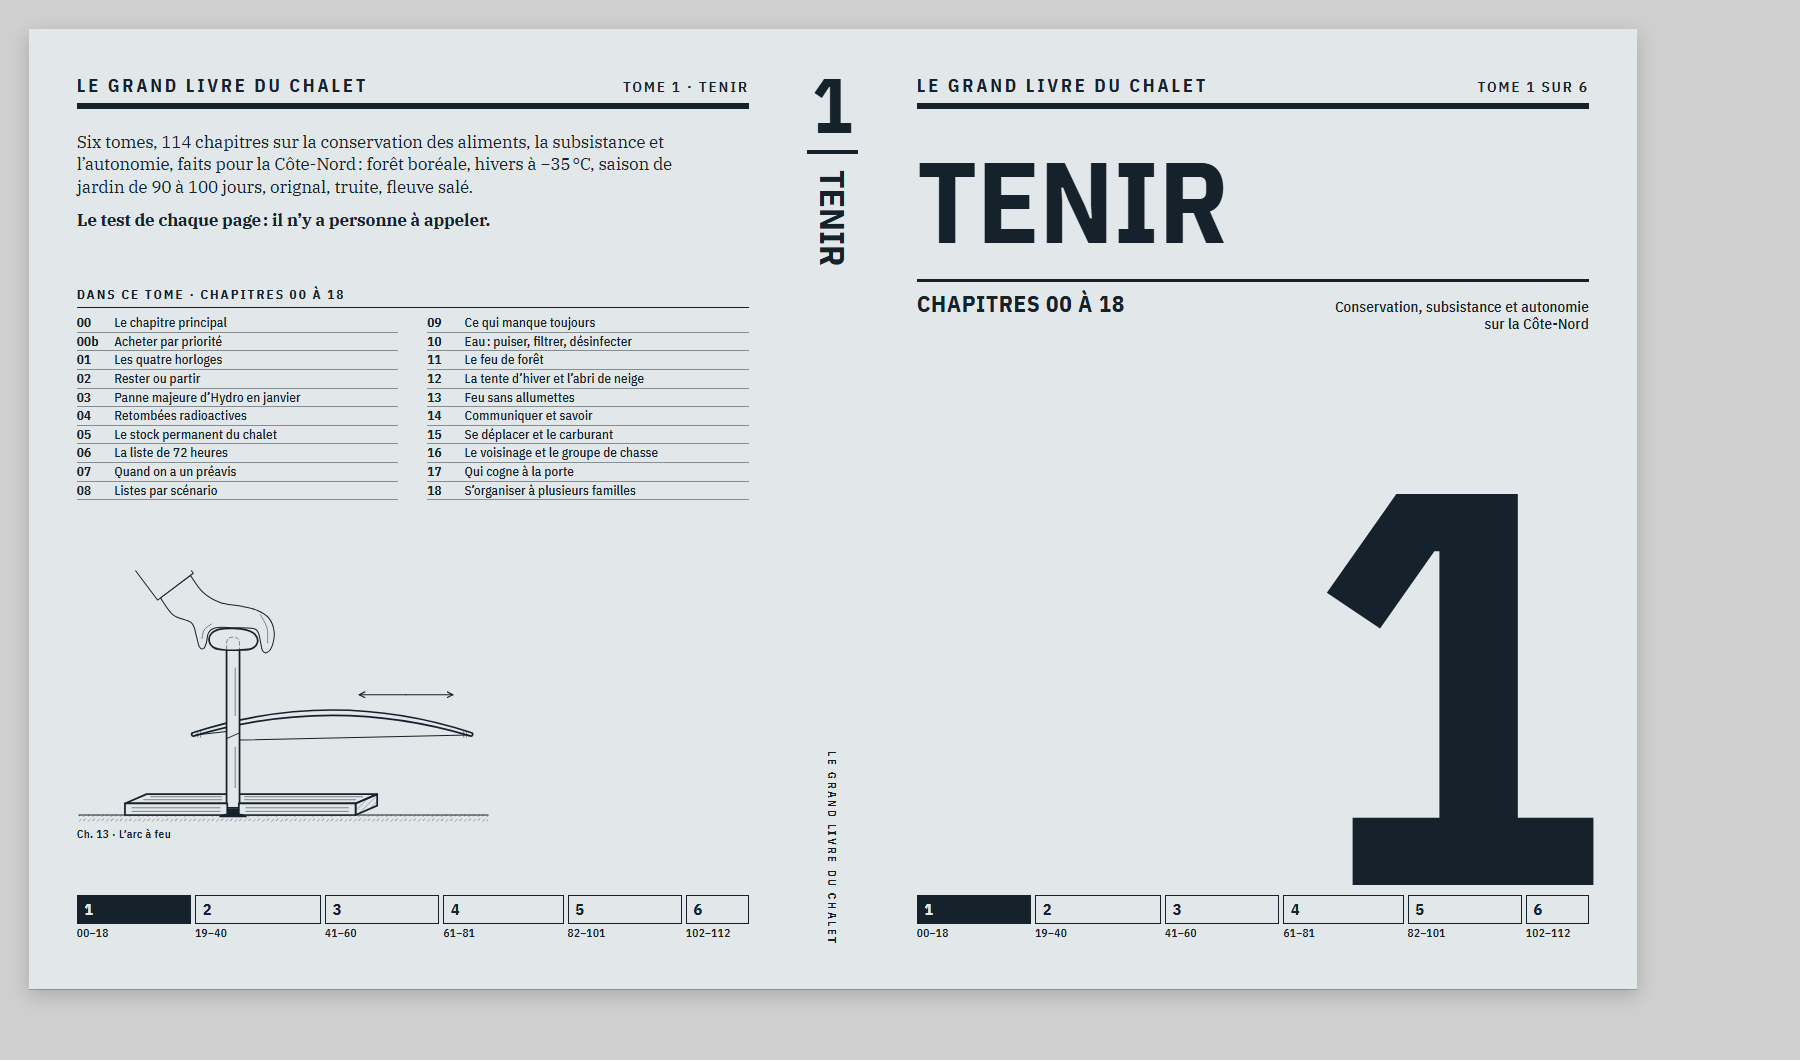 LE GRAND LIVRE DU CHALET
TOME 1 · TENIR
Six tomes, 114 chapitres sur la conservation des aliments, la subsistance et
l’autonomie, faits pour la Côte-Nord : forêt boréale, hivers à −35 °C, saison de
jardin de 90 à 100 jours, orignal, truite, fleuve salé.
Le test de chaque page : il n’y a personne à appeler.
DANS CE TOME · CHAPITRES 00 À 18
00 Le chapitre principal
00b Acheter par priorité
01 Les quatre horloges
02 Rester ou partir
03 Panne majeure d’Hydro en janvier
04 Retombées radioactives
05 Le stock permanent du chalet
06 La liste de 72 heures
07 Quand on a un préavis
08 Listes par scénario
09 Ce qui manque toujours
10 Eau : puiser, filtrer, désinfecter
11 Le feu de forêt
12 La tente d’hiver et l’abri de neige
13 Feu sans allumettes
14 Communiquer et savoir
15 Se déplacer et le carburant
16 Le voisinage et le groupe de chasse
17 Qui cogne à la porte
18 S’organiser à plusieurs familles
Ch. 13 · L’arc à feu
1 2 3 4 5 6
00–18 19–40 41–60 61–81 82–101 102–112
1
TENIR
LE GRAND LIVRE DU CHALET
LE GRAND LIVRE DU CHALET
TOME 1 SUR 6
TENIR
CHAPITRES 00 À 18
Conservation, subsistance et autonomie
sur la Côte-Nord
1
1 2 3 4 5 6
00–18 19–40 41–60 61–81 82–101 102–112